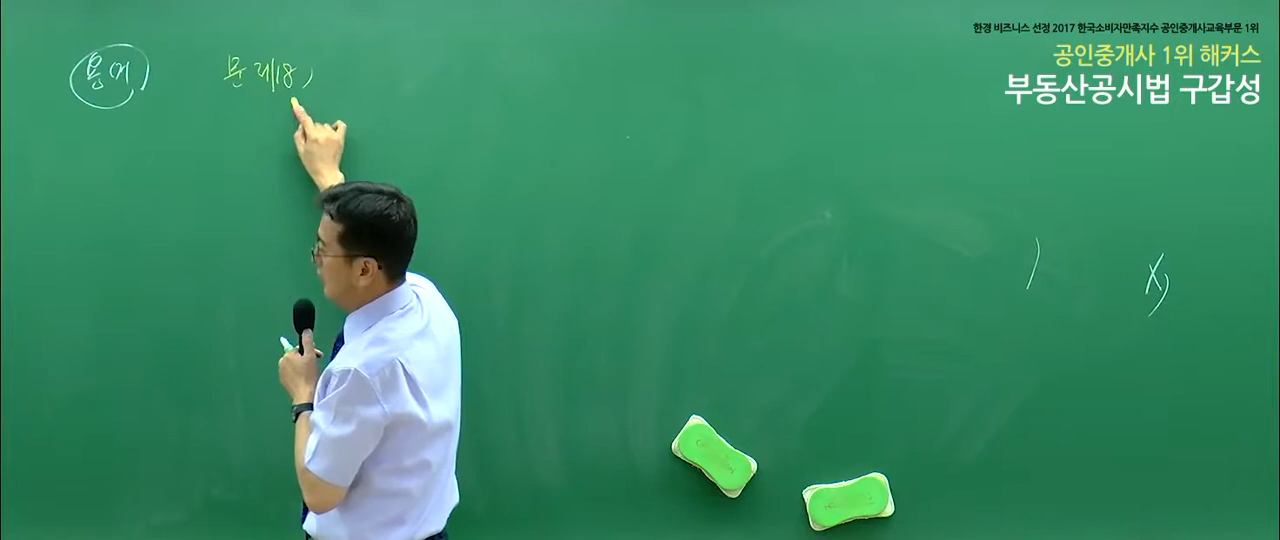 한경 비즈니스 선정 2017 한국소비자만족지수 공인중개사교육부문 1위
공인중개사 1위 해커스
부동산공시법 구갑성
용어) 문제18)